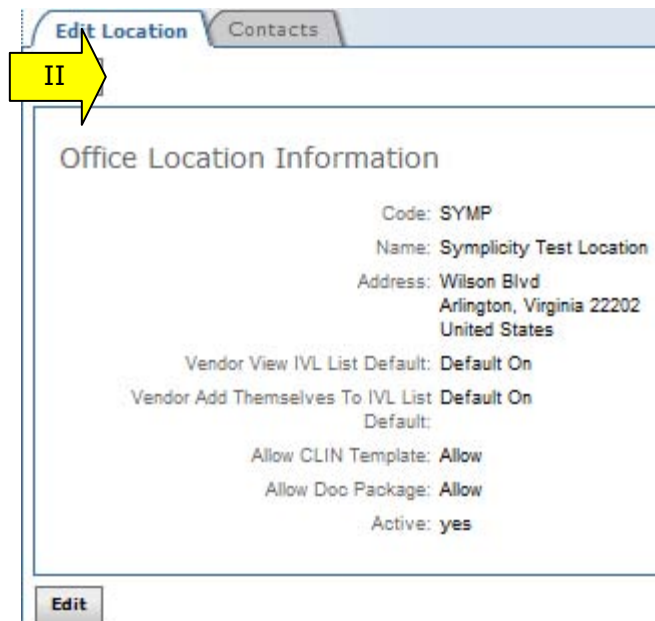 Edit Location Contacts
II
Office Location Information
Code: SYMP
Name: Symplicity Test Location
Address: Wilson Blvd
Arlington, Virginia 22202
United States
Vendor View IVL List Default: Default On
Vendor Add Themselves To IVL List Default On
Default:
Allow CLIN Template: Allow
Allow Doc Package: Allow
Active: yes
Edit